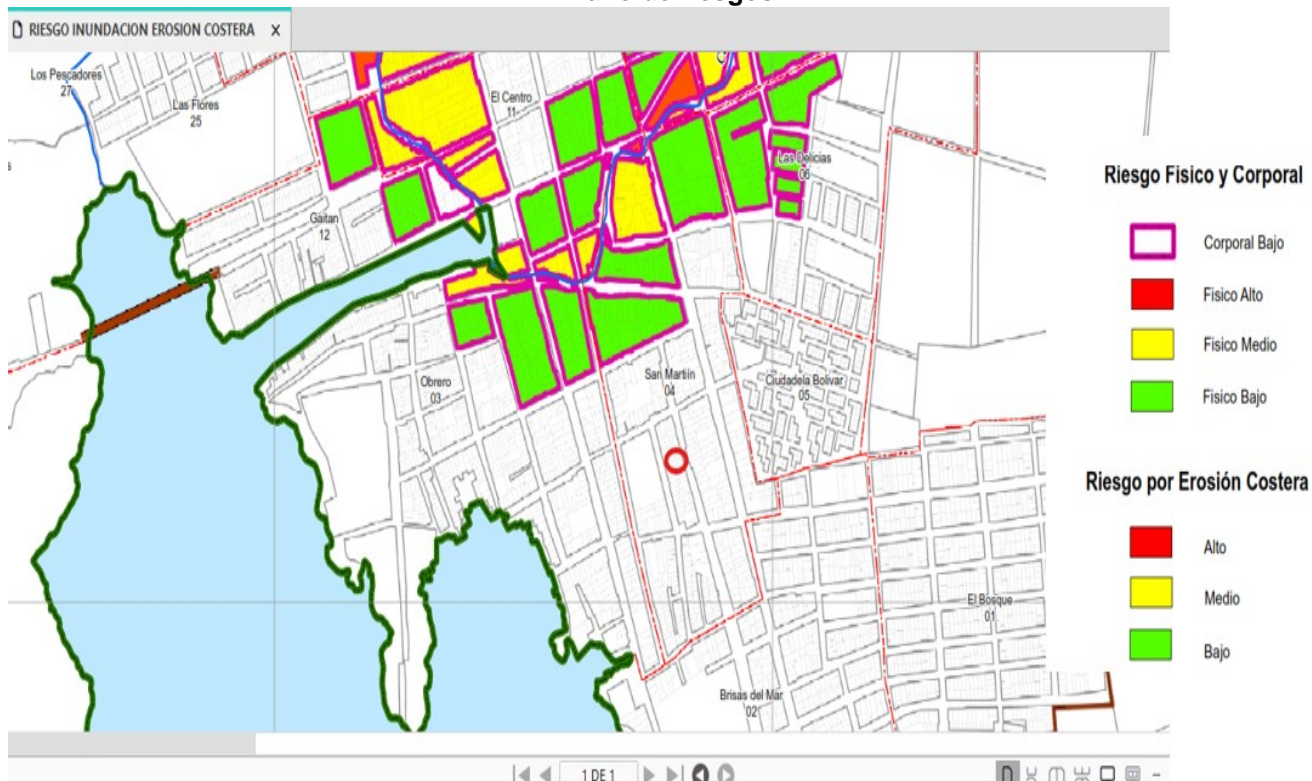 RIESGO INUNDACION EROSION COSTERA X
Los Pescadores
27
Las Flores
25
El Centro
11
Las Delicias
06
Gaitan
12
Riesgo Fisico y Corporal
Corporal Bajo
Fisico Alto
Fisico Medio
Fisico Bajo
Obrero
03
San Martiin
04
Ciudadela Bolivar
05
Riesgo por Erosión Costera
Alto
Medio
Bajo
El Bosque
01
Brisas del Mar
02
1 DE 1